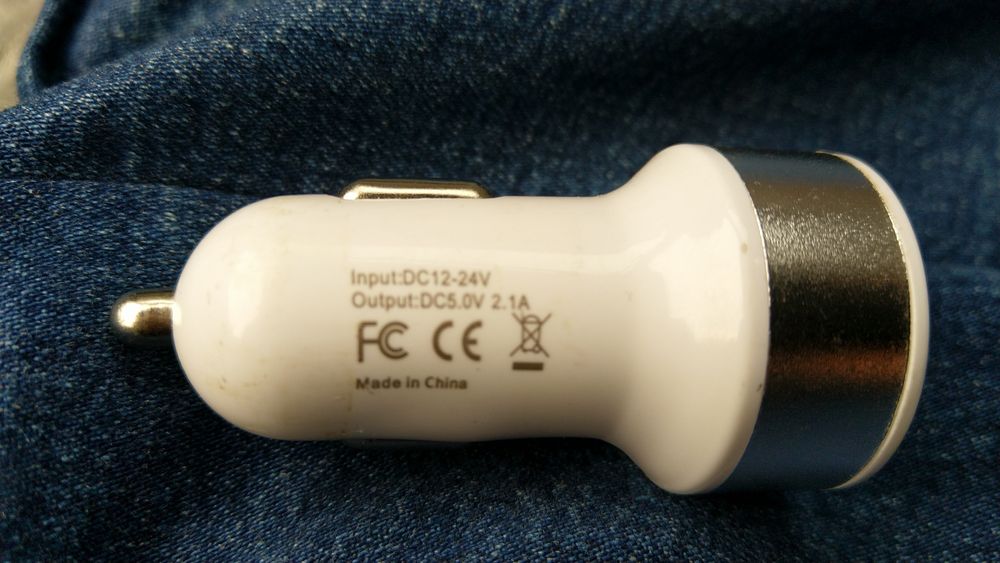 Input:DC12-24V
Output:DC5.0V 2.1A
FC CE
Made in China